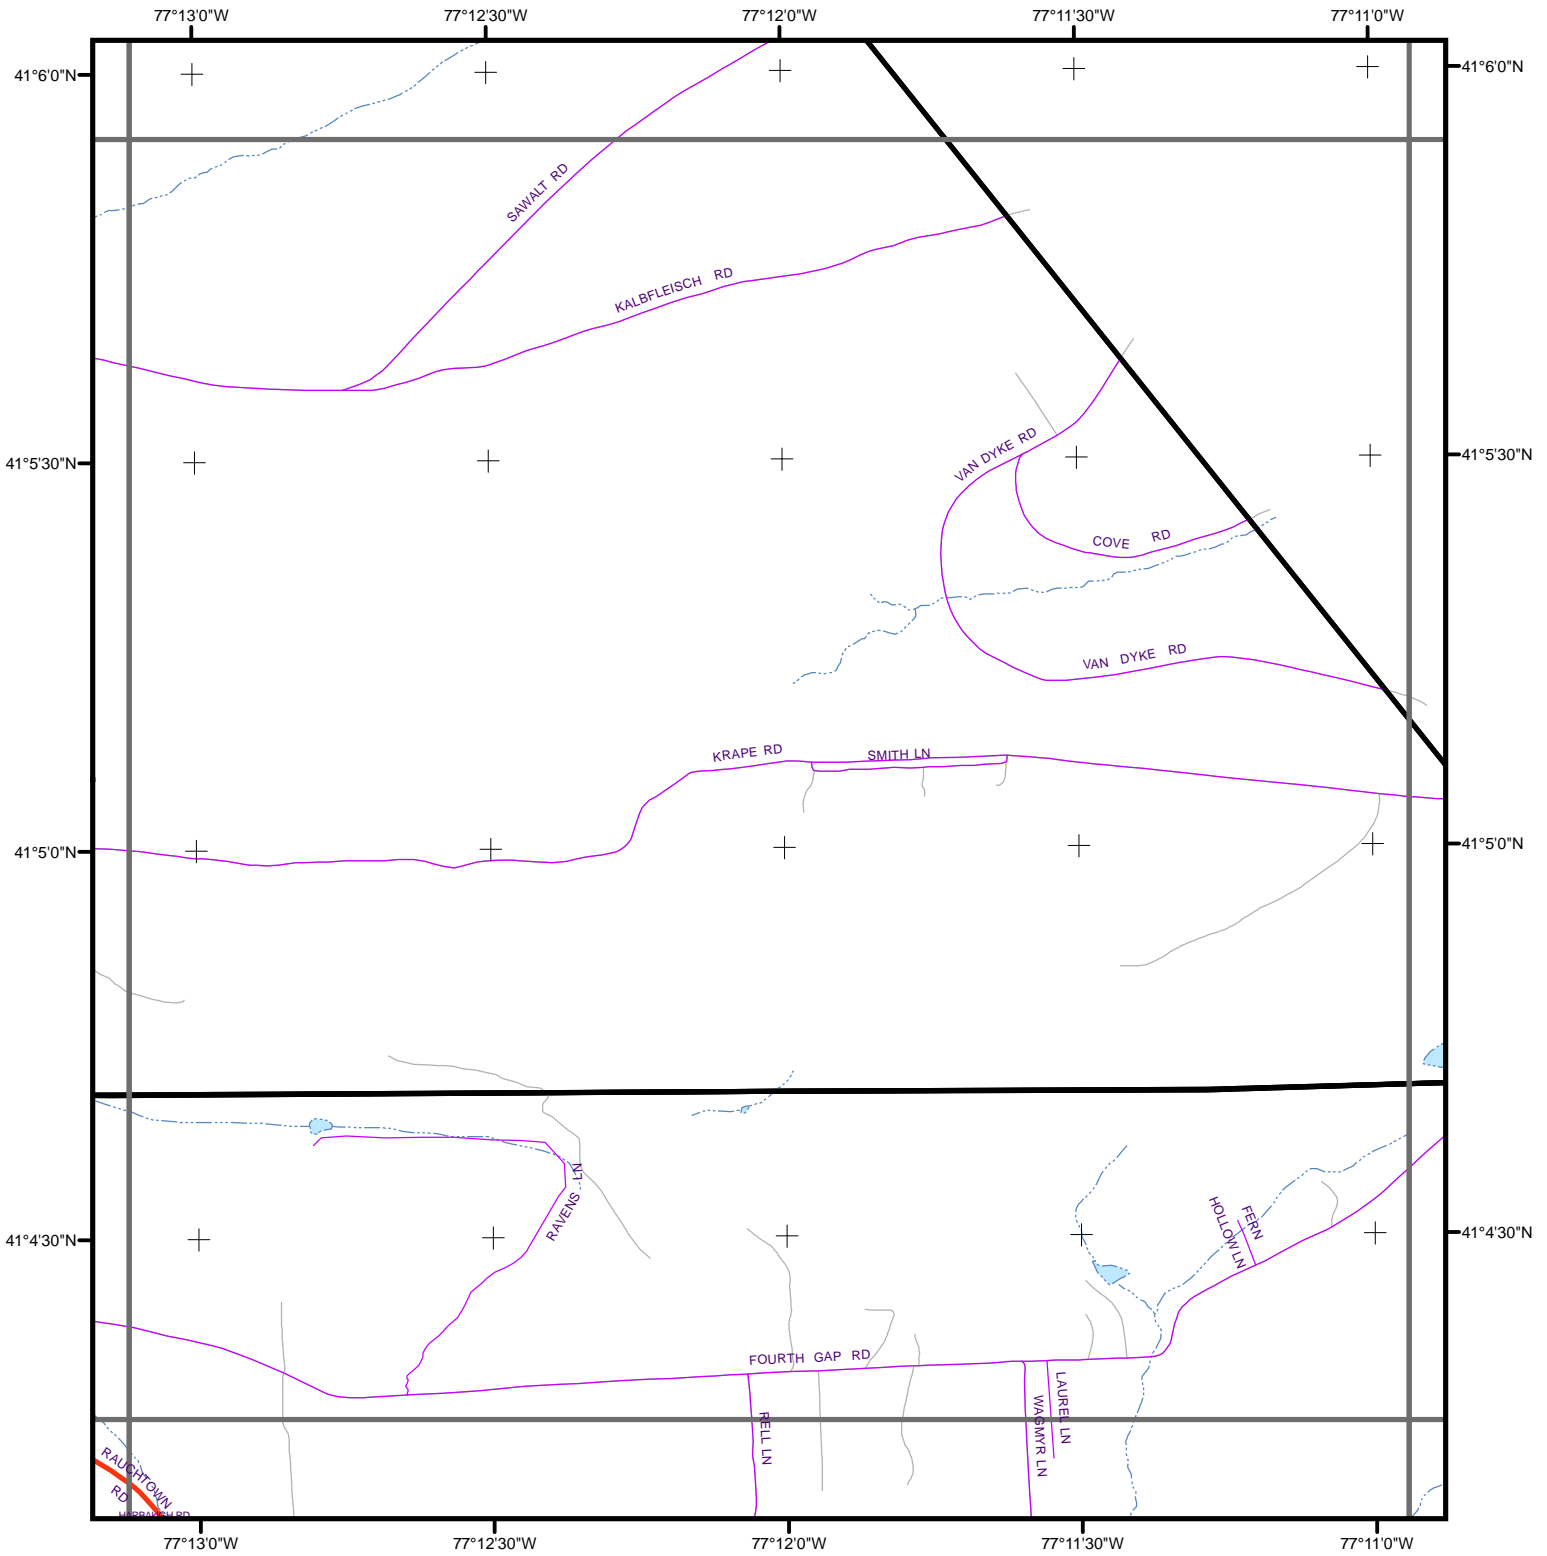 77°13'0"W 77°12'30"W 77°12'0"W 77°11'30"W 77°11'0"W
41°6'0"N 41°6'0"N
SAWALT RD
KALBFLEISCH RD
VAN DYKE RD
41°5'30"N 41°5'30"N
COVE RD
VAN DYKE RD
KRAPE RD SMITH LN
41°5'0"N 41°5'0"N
RAVENS LN
FERN
HOLLOW LN
41°4'30"N 41°4'30"N
FOURTH GAP RD
RELL LN
WAGMYR LN
LAUREL LN
RAUCHTOWN
RD
77°13'0"W 77°12'30"W 77°12'0"W 77°11'30"W 77°11'0"W